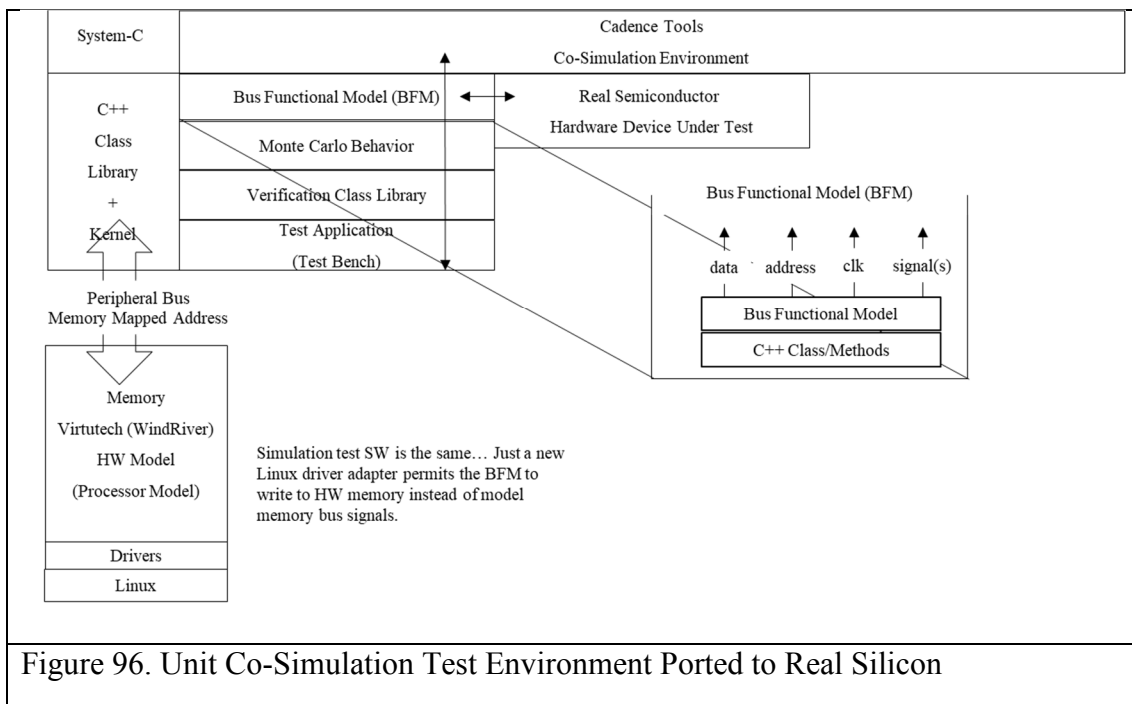 System-C
Cadence Tools
Co-Simulation Environment
C++
Class
Library
+
Kernel
Bus Functional Model (BFM)
Monte Carlo Behavior
Verification Class Library
Test Application
(Test Bench)
Real Semiconductor
Hardware Device Under Test
Bus Functional Model (BFM)
data address clk signal(s)
Bus Functional Model
C++ Class/Methods
Peripheral Bus
Memory Mapped Address
Memory
Virtutech (WindRiver)
HW Model
(Processor Model)
Drivers
Linux
Simulation test SW is the same… Just a new
Linux driver adapter permits the BFM to
write to HW memory instead of model
memory bus signals.
Figure 96. Unit Co-Simulation Test Environment Ported to Real Silicon